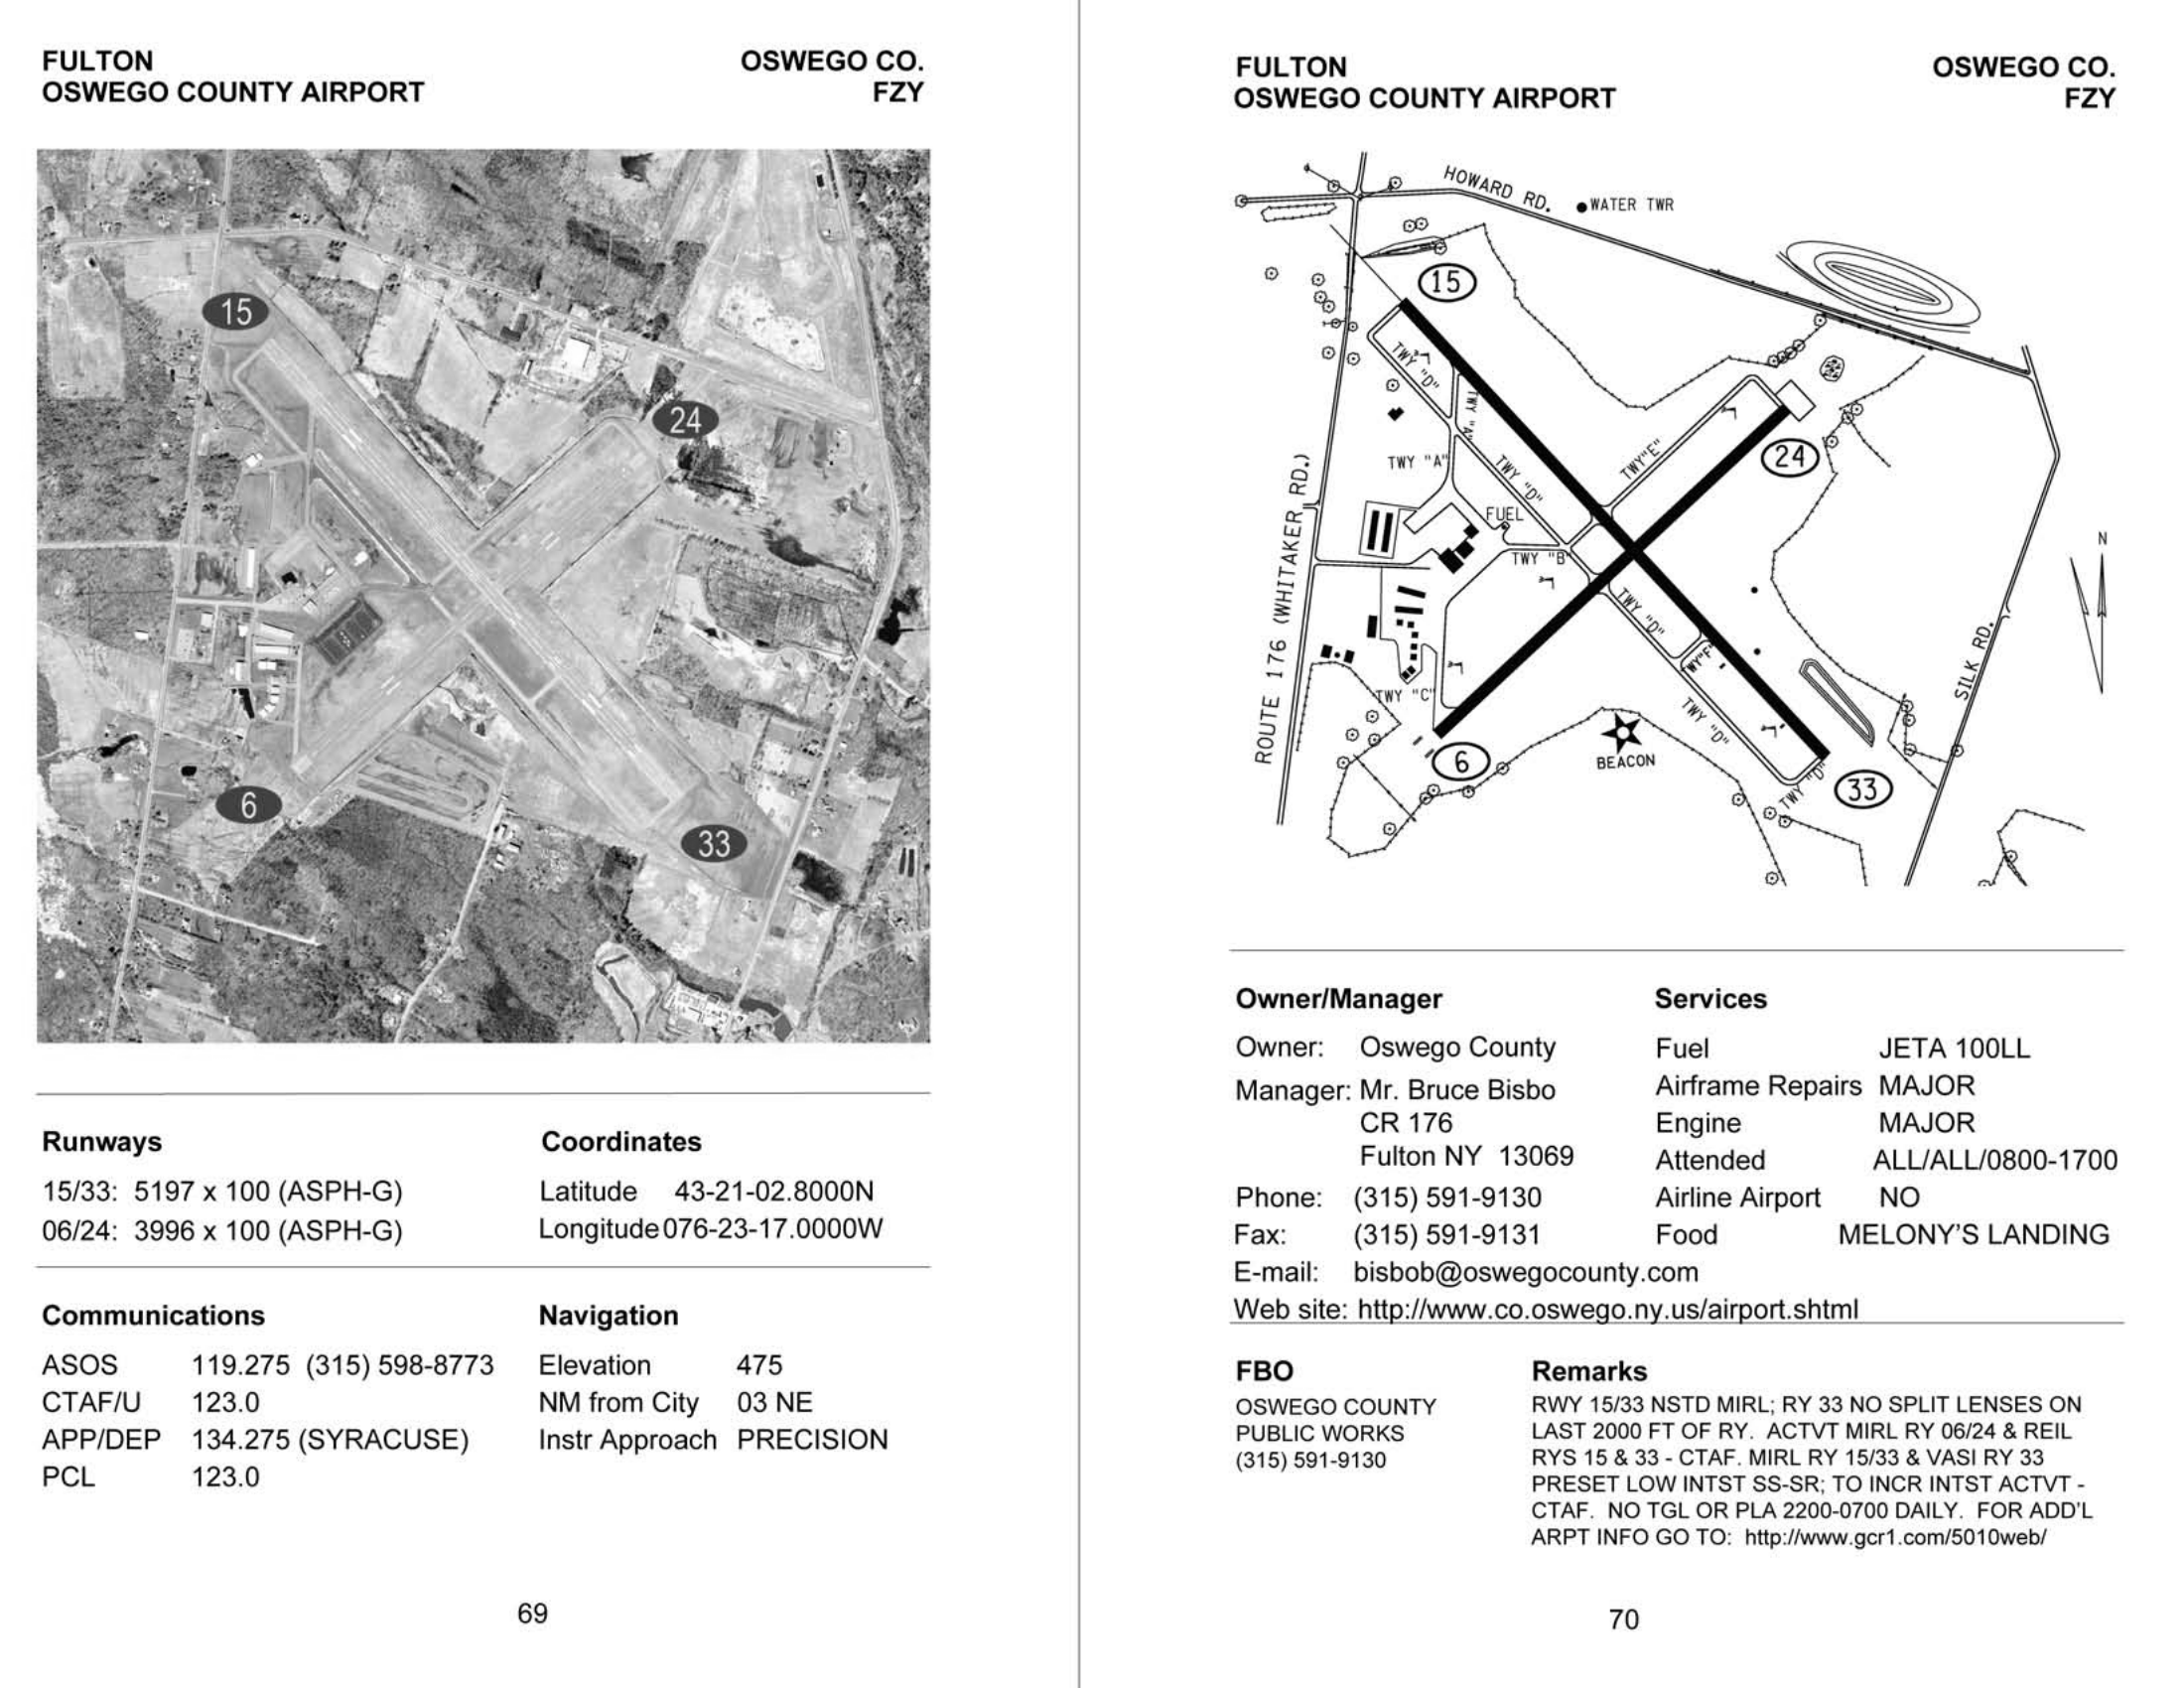 FULTON
OSWEGO COUNTY AIRPORT
OSWEGO CO.
FZY
15
24
6
33
Runways
15/33: 5197 x 100 (ASPH-G)
06/24: 3996 x 100 (ASPH-G)
Coordinates
Latitude 43-21-02.8000N
Longitude 076-23-17.0000W
Communications
ASOS 119.275 (315) 598-8773
CTAF/U 123.0
APP/DEP 134.275 (SYRACUSE)
PCL 123.0
Navigation
Elevation 475
NM from City 03 NE
Instr Approach PRECISION
69
FULTON
OSWEGO COUNTY AIRPORT
OSWEGO CO.
FZY
HOWARD RD.
WATER TWR
15
TWY "D"
TWY "A"
TWY "A"
TWY "D"
TWY "E"
24
FUEL
TWY "B"
N
ROUTE 176 (WHITAKER RD.)
TWY "D"
WY"F"
SILK RD.
TWY "C"
TWY "D"
6
BEACON
TWY "D"
33
Owner/Manager
Owner: Oswego County
Manager: Mr. Bruce Bisbo
CR 176
Fulton NY 13069
Phone: (315) 591-9130
Fax: (315) 591-9131
E-mail: bisbob@oswegocounty.com
Web site: http://www.co.oswego.ny.us/airport.shtml
Services
Fuel JETA 100LL
Airframe Repairs MAJOR
Engine MAJOR
Attended ALL/ALL/0800-1700
Airline Airport NO
Food MELONY'S LANDING
FBO
OSWEGO COUNTY
PUBLIC WORKS
(315) 591-9130
Remarks
RWY 15/33 NSTD MIRL; RY 33 NO SPLIT LENSES ON
LAST 2000 FT OF RY. ACTVT MIRL RY 06/24 & REIL
RYS 15 & 33 - CTAF. MIRL RY 15/33 & VASI RY 33
PRESET LOW INTST SS-SR; TO INCR INTST ACTVT -
CTAF. NO TGL OR PLA 2200-0700 DAILY. FOR ADD'L
ARPT INFO GO TO: http://www.gcr1.com/5010web/
70